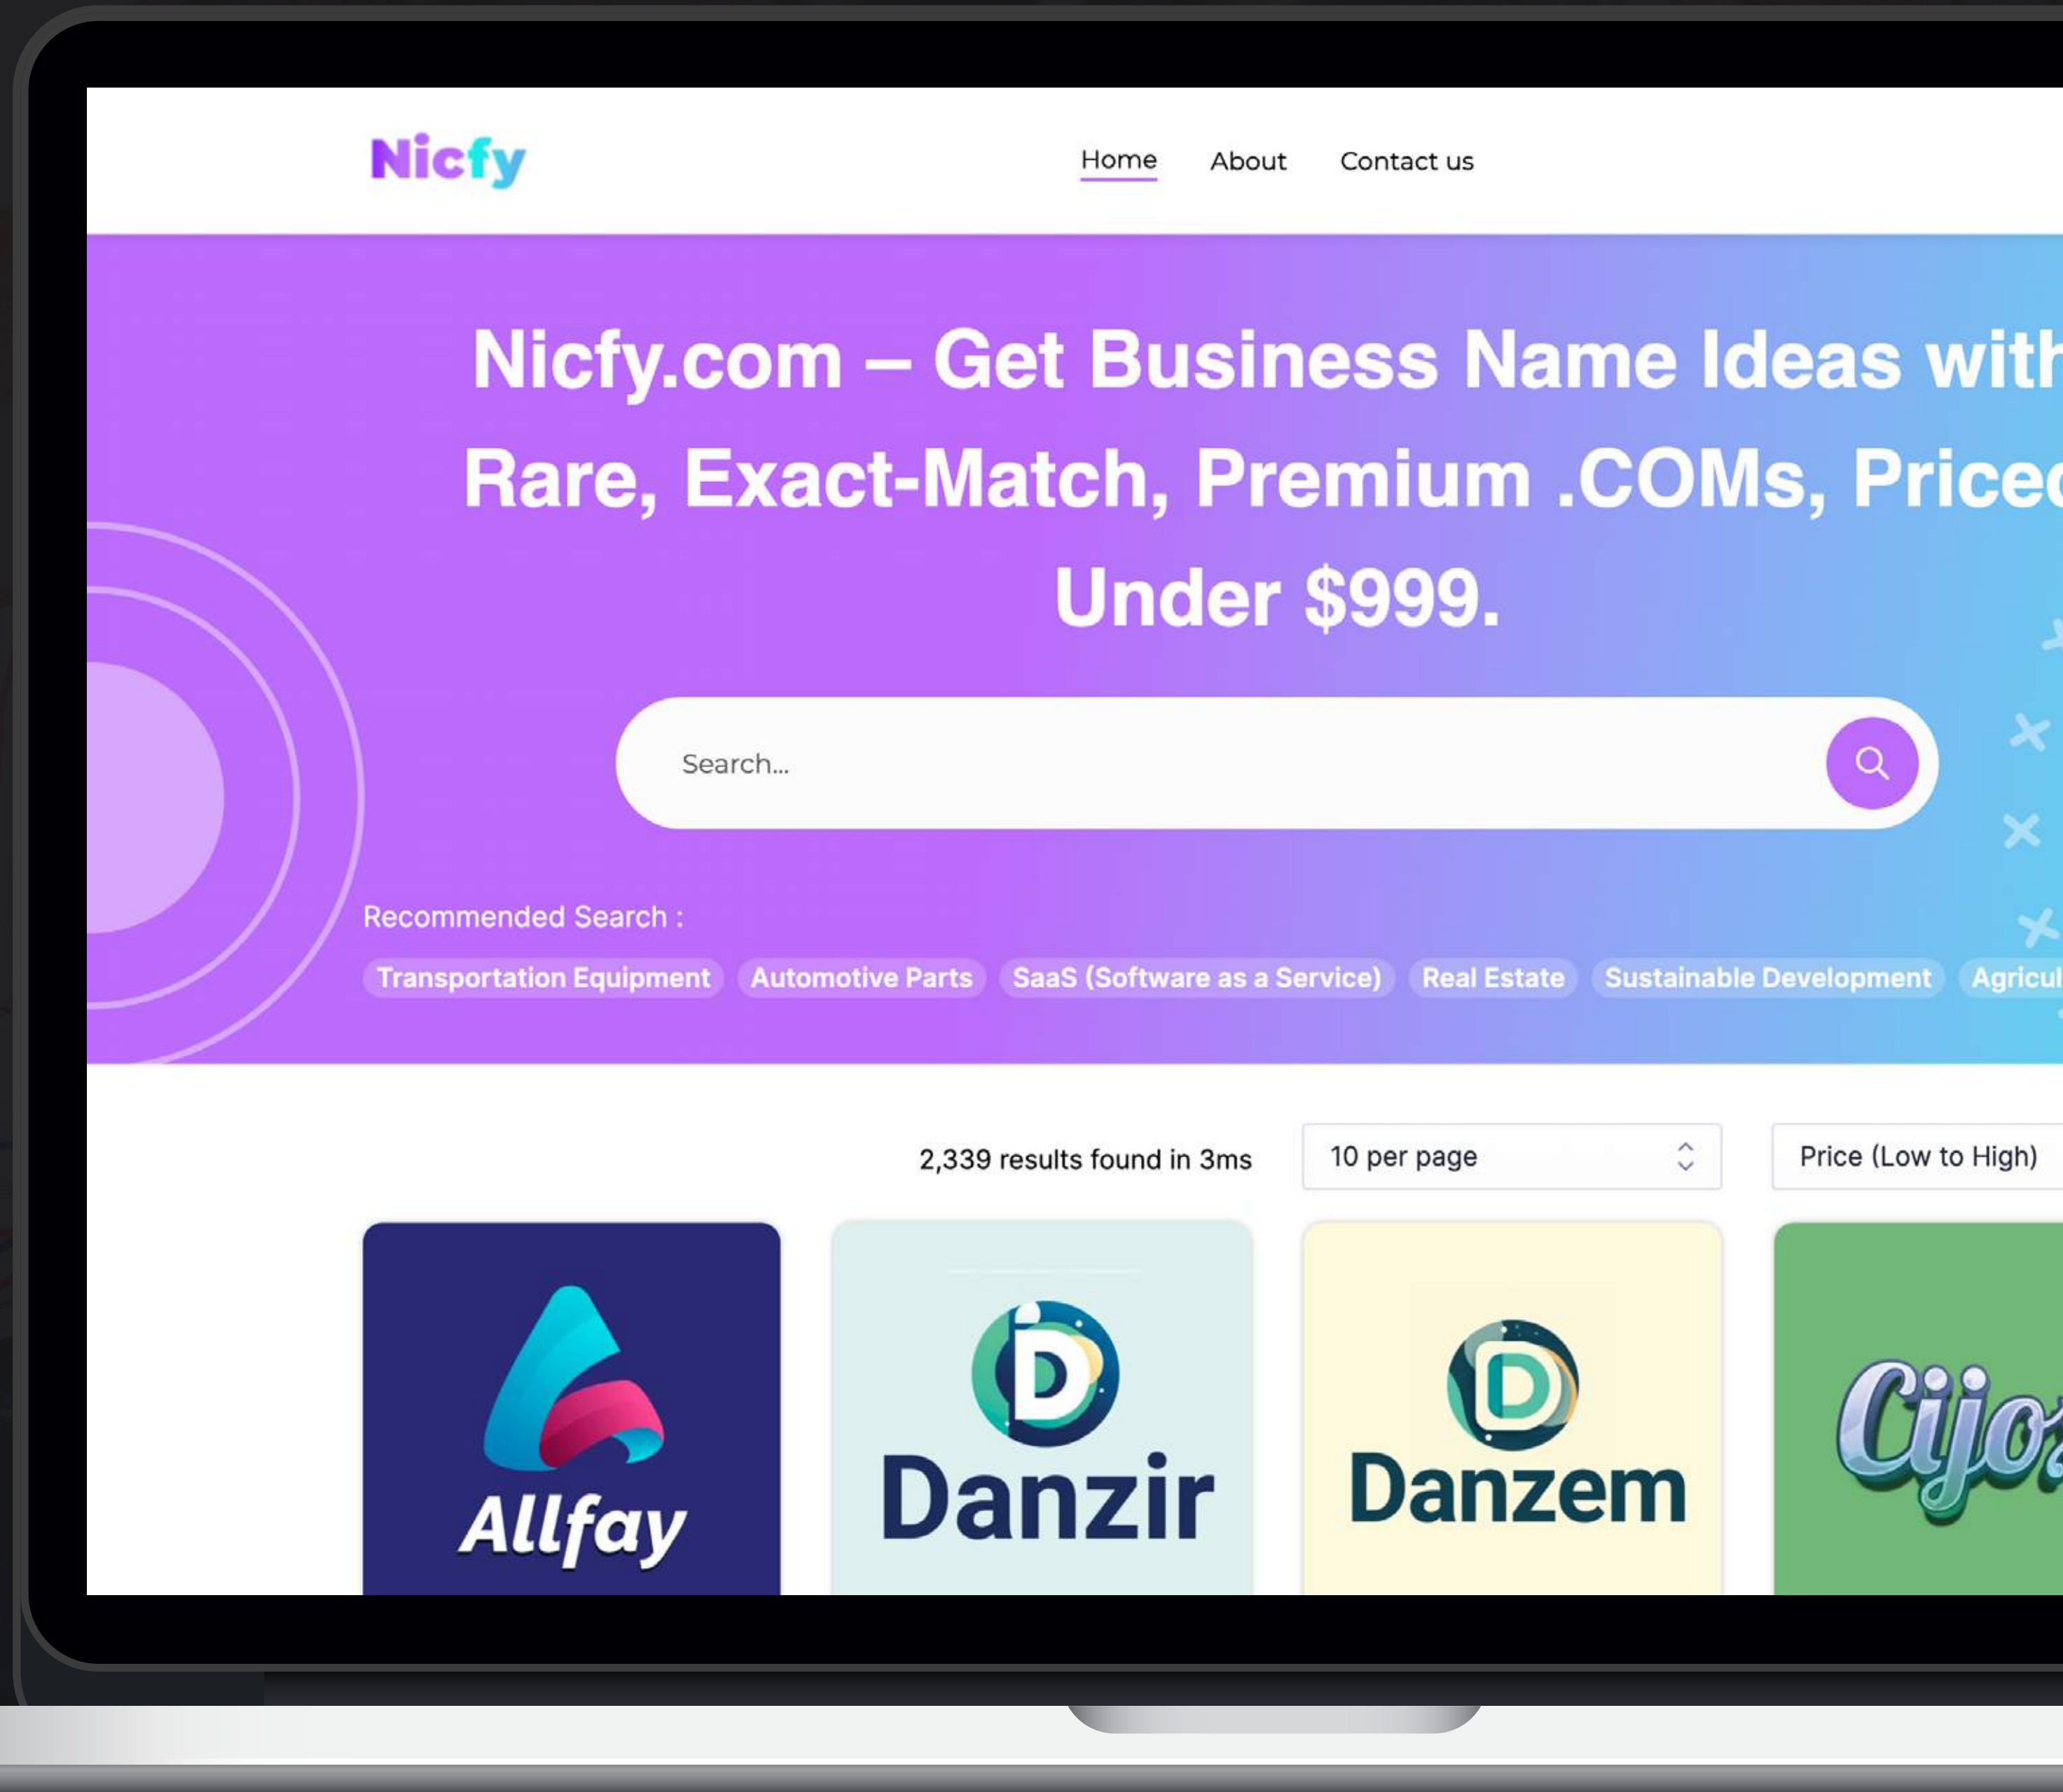 Nicfy
Home About Contact us
Nicfy.com – Get Business Name Ideas with
Rare, Exact-Match, Premium .COMs, Priced
Under $999.
Search...
Recommended Search :
Transportation Equipment Automotive Parts SaaS (Software as a Service) Real Estate Sustainable Development
2,339 results found in 3ms 10 per page Price (Low to High)
Allfay Danzir Danzem